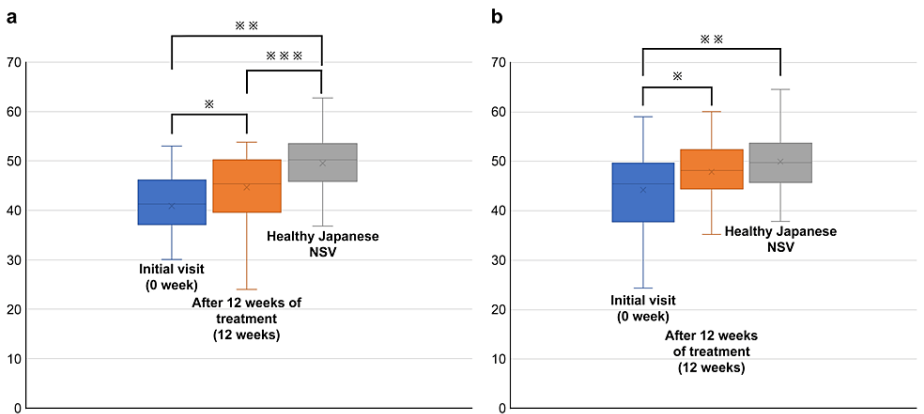 a
※ ※
※ ※ ※
※
70
60
50
40
30
20
10
0
Initial visit
(0 week)
After 12 weeks of
treatment
(12 weeks)
Healthy Japanese
NSV
b
※ ※
※
70
60
50
40
30
20
10
0
Initial visit
(0 week)
After 12 weeks
of treatment
(12 weeks)
Healthy Japanese
NSV